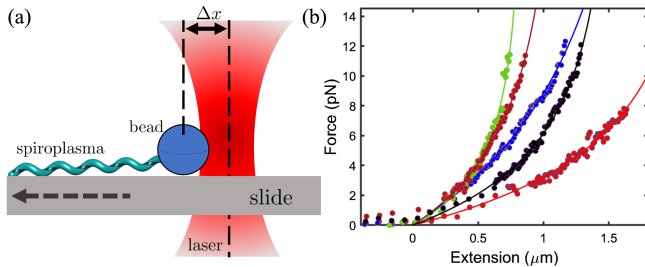 (a)
Δx
bead
spiroplasma
slide
laser
(b)
Force (pN)
14
12
10
8
6
4
2
0
0 0.5 1 1.5
Extension (μm)